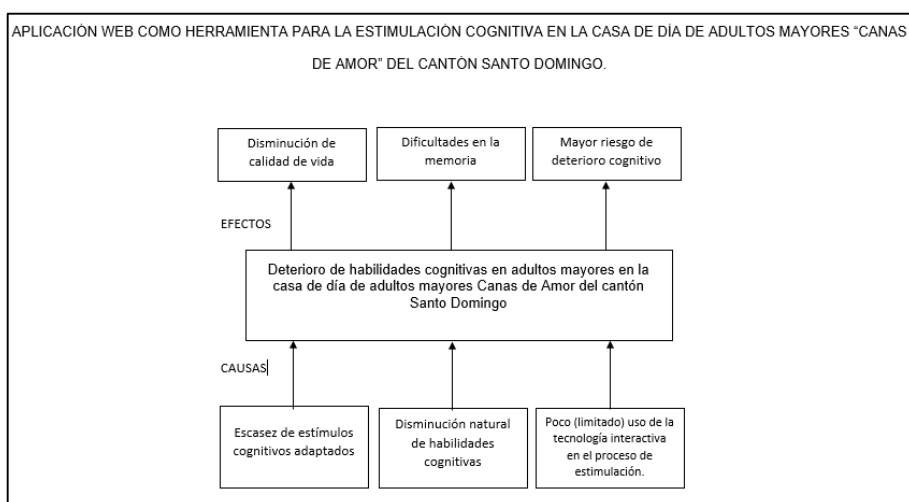 APLICACIÓN WEB COMO HERRAMIENTA PARA LA ESTIMULACIÓN COGNITIVA EN LA CASA DE DÍA DE ADULTOS MAYORES “CANAS
DE AMOR” DEL CANTÓN SANTO DOMINGO.
Disminución de
calidad de vida
Dificultades en la
memoria
Mayor riesgo de
deterioro cognitivo
EFECTOS
Deterioro de habilidades cognitivas en adultos mayores en la
casa de día de adultos mayores Canas de Amor del cantón
Santo Domingo
CAUSAS
Escasez de estímulos
cognitivos adaptados
Disminución natural
de habilidades
cognitivas
Poco (limitado) uso de la
tecnología interactiva
en el proceso de
estimulación.